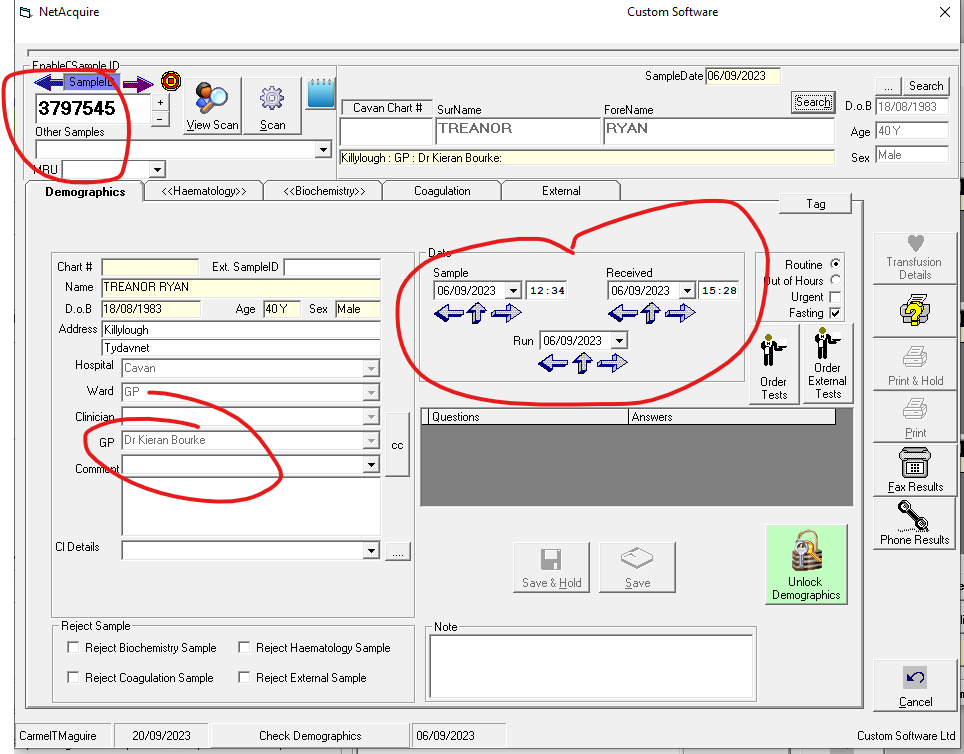 NetAcquire Custom Software
EnableCSample ID
SampleID
3797545
+
-
View Scan
Scan
Other Samples
MRU
SampleDate 06/09/2023
Cavan Chart # SurName ForeName Search
TREANOR RYAN
Killylough : GP : Dr Kieran Bourke:
... Search
D.o.B 18/08/1983
Age 40 Y
Sex Male
Demographics <<Haematology>> <<Biochemistry>> Coagulation External
Tag
Chart # Ext. SampleID
Name TREANOR RYAN
D.o.B 18/08/1983 Age 40 Y Sex Male
Address Killylough
Tydavnet
Hospital Cavan
Ward GP
Clinician
GP Dr Kieran Bourke
cc
Comment
CI Details ....
Date
Sample Received
06/09/2023 12:34 06/09/2023 15:28
Run 06/09/2023
Routine
Out of Hours
Urgent
Fasting
Order Tests
Order External Tests
Questions Answers
Save & Hold Save
Unlock Demographics
Transfusion Details
Print & Hold
Print
Fax Results
Phone Results
Reject Sample
Reject Biochemistry Sample Reject Haematology Sample
Reject Coagulation Sample Reject External Sample
Note
Cancel
CarmelTMaguire 20/09/2023 Check Demographics 06/09/2023 Custom Software Ltd